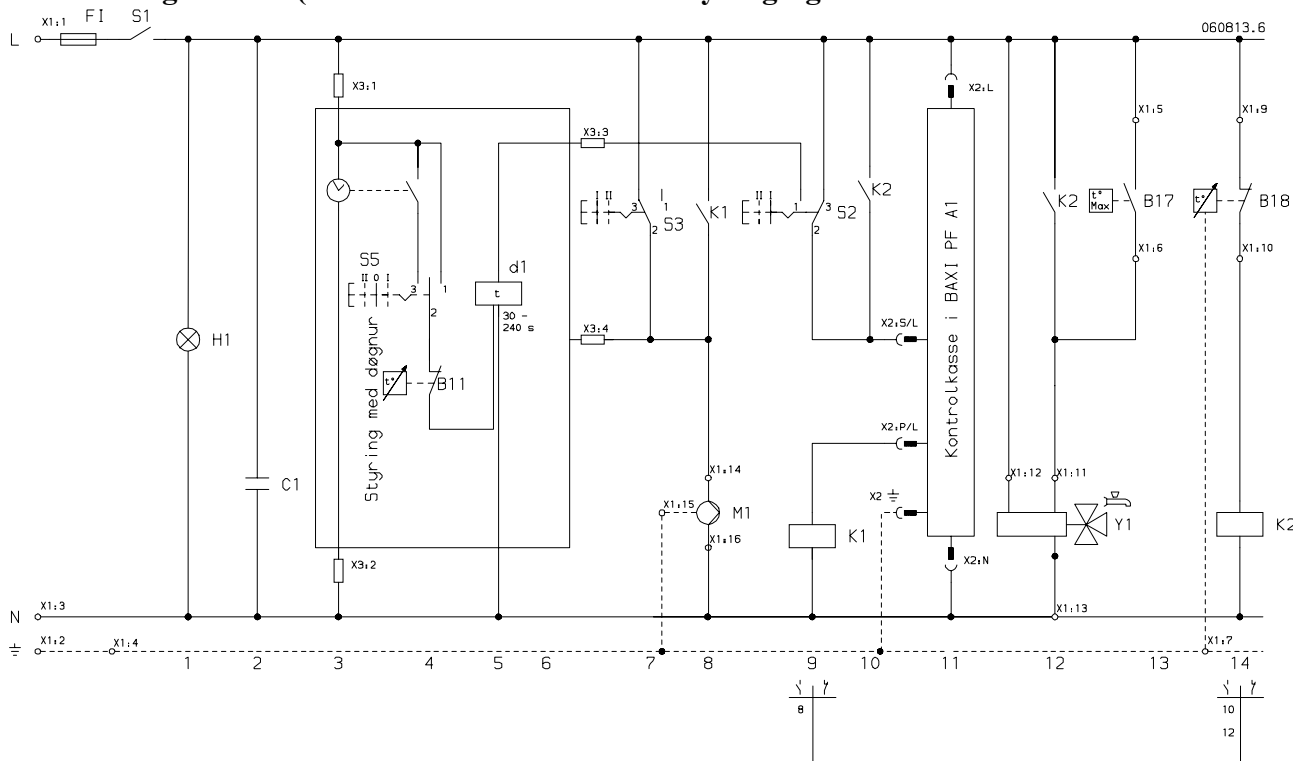 X1:1 FI S1
L
060813.6
X3:1
X2:L
X1:5 X1:9
X3:3
I II 3 1 2 S3
K1
II I 1 3 2 S2
K2
K2
t° Max B17
t° B18
X1:6 X1:10
S5
II 0 I 3 1 2
d1
t
30 - 240 s
Styring med døgnur
t° B11
H1
X3:4
X2:S/L
Kontrolkasse i BAXI PF A1
X2:P/L
C1
X1:14
X1:15 M1
X1:16
X2
K1
X1:12 X1:11
Y1
K2
X3:2
X2:N
N X1:3
X1:13
X1:2 X1:4
X1:7
1 2 3 4 5 6 7 8 9 10 11 12 13 14
8
10
12